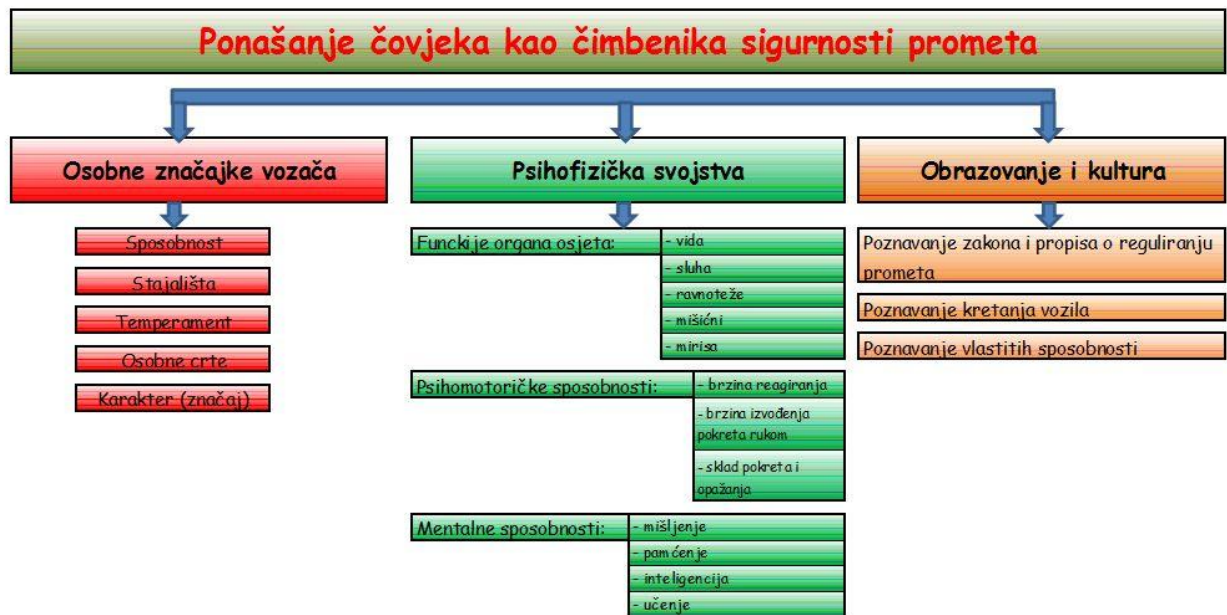 Ponašanje čovjeka kao čimbenika sigurnosti prometa
Osobne značajke vozača
Sposobnost
Stajališta
Temperament
Osobne crte
Karakter (značaj)
Psihofizička svojstva
Funckije organa osjeta:
- vida
- sluha
- ravnoteže
- mišićni
- mirisa
Psihomotoričke sposobnosti:
- brzina reagiranja
- brzina izvođenja
pokreta rukom
- sklad pokreta i
opažanja
Mentalne sposobnosti:
- mišljenje
- pamćenje
- inteligencija
- učenje
Obrazovanje i kultura
Poznavanje zakona i propisa o reguliranju
prometa
Poznavanje kretanja vozila
Poznavanje vlastitih sposobnosti